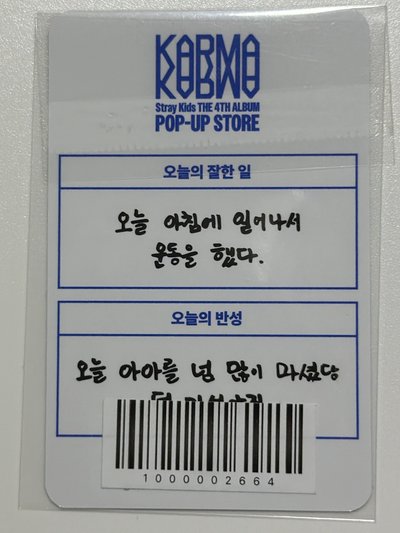 KARMA
Stray Kids THE 4TH ALBUM
POP-UP STORE
오늘의 잘한 일
오늘 아침에 일어나서
운동을 했다.
오늘의 반성
오늘 아아를 넘 많이 마셨당
1000002664